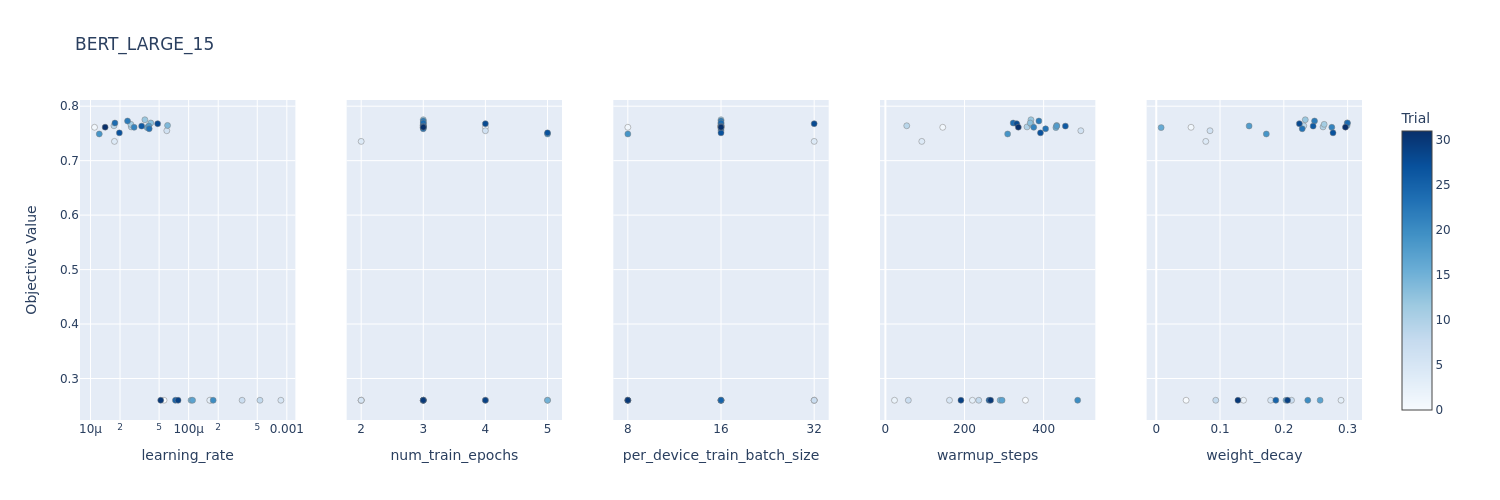 BERT_LARGE_15
Trial
Objective Value
0.8
0.7
0.6
0.5
0.4
0.3
10μ 2 5 100μ 2 5 0.001
2 3 4 5
8 16 32
0 200 400
0 0.1 0.2 0.3
learning_rate
num_train_epochs
per_device_train_batch_size
warmup_steps
weight_decay
30
25
20
15
10
5
0